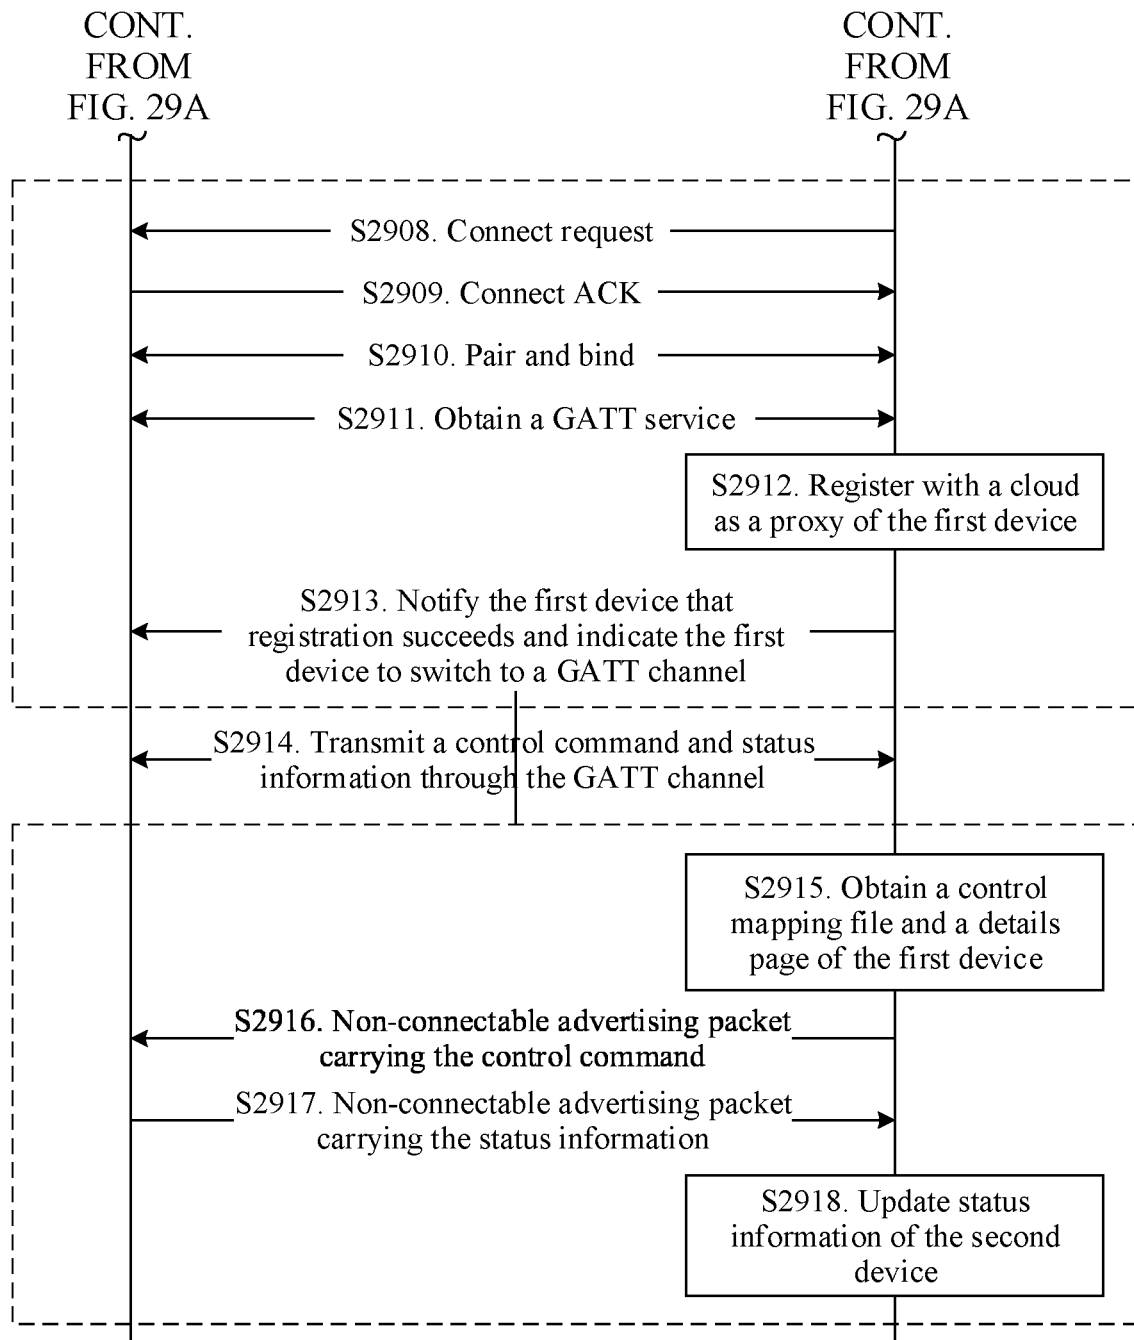 CONT.
FROM
FIG. 29A
CONT.
FROM
FIG. 29A
S2908. Connect request
S2909. Connect ACK
S2910. Pair and bind
S2911. Obtain a GATT service
S2912. Register with a cloud
as a proxy of the first device
S2913. Notify the first device that
registration succeeds and indicate the first
device to switch to a GATT channel
S2914. Transmit a control command and status
information through the GATT channel
S2915. Obtain a control
mapping file and a details
page of the first device
S2916. Non-connectable advertising packet
carrying the control command
S2917. Non-connectable advertising packet
carrying the status information
S2918. Update status
information of the second
device